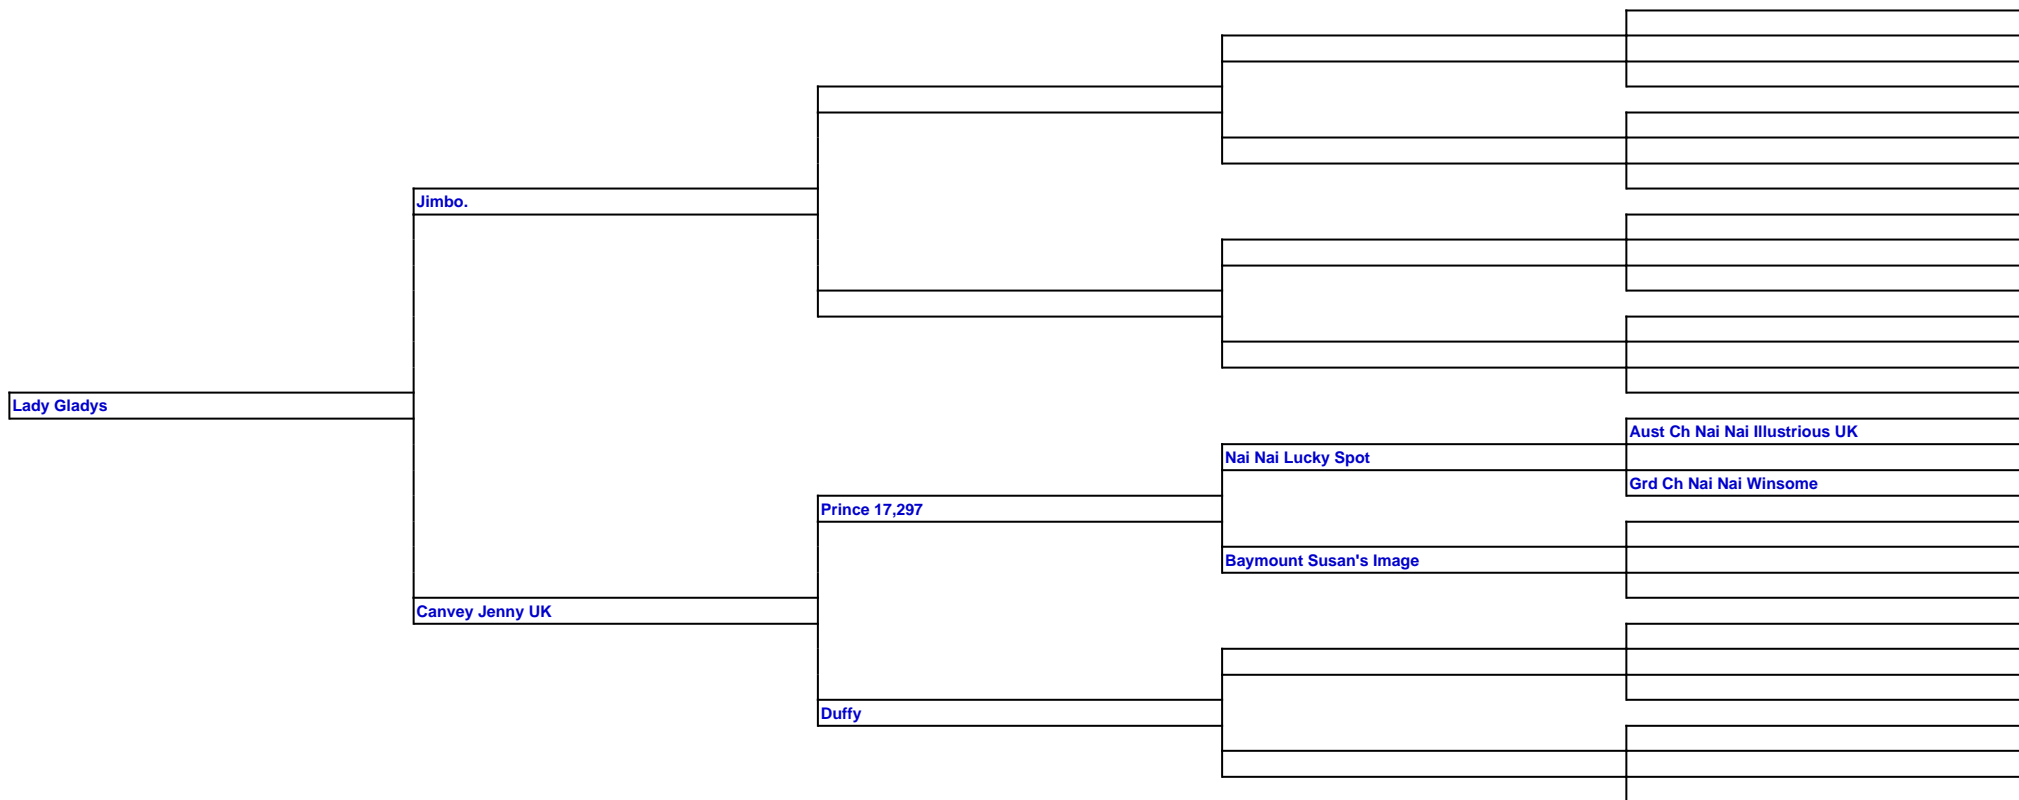 Jimbo.
Lady Gladys
Aust Ch Nai Nai Illustrious UK
Nai Nai Lucky Spot
Grd Ch Nai Nai Winsome
Prince 17,297
Baymount Susan's Image
Canvey Jenny UK
Duffy